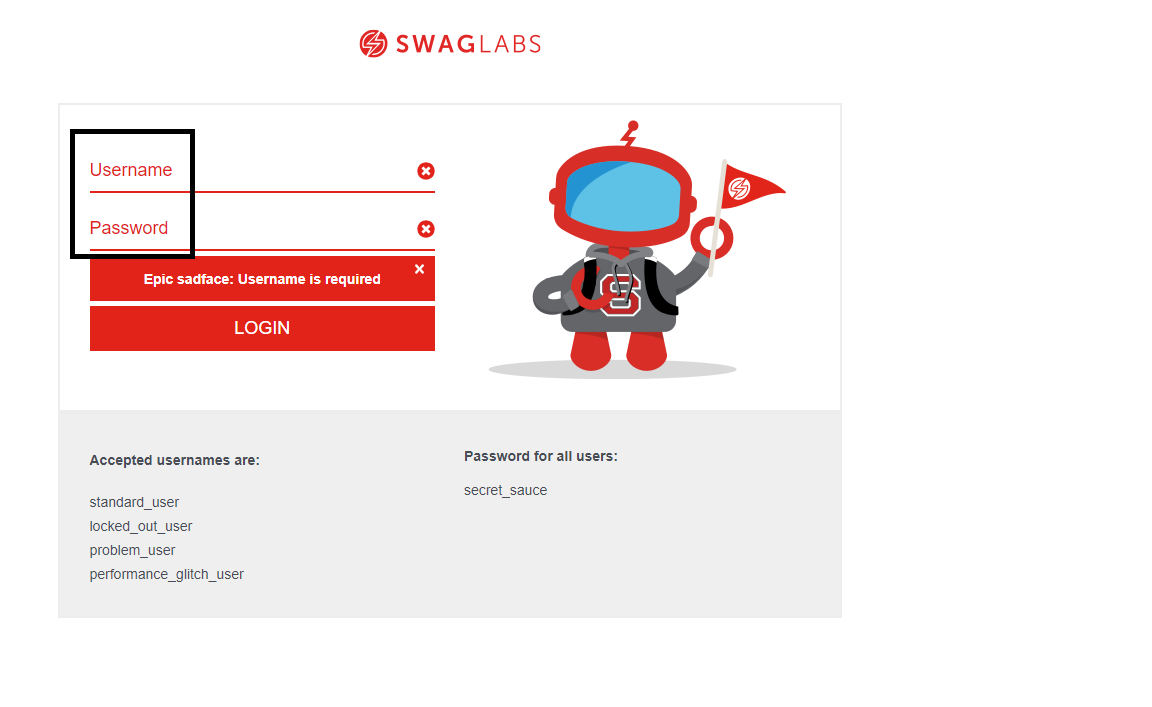 SWAGLABS
Username
Password
Epic sadface: Username is required
LOGIN
S
Accepted usernames are:
standard_user
locked_out_user
problem_user
performance_glitch_user
Password for all users:
secret_sauce